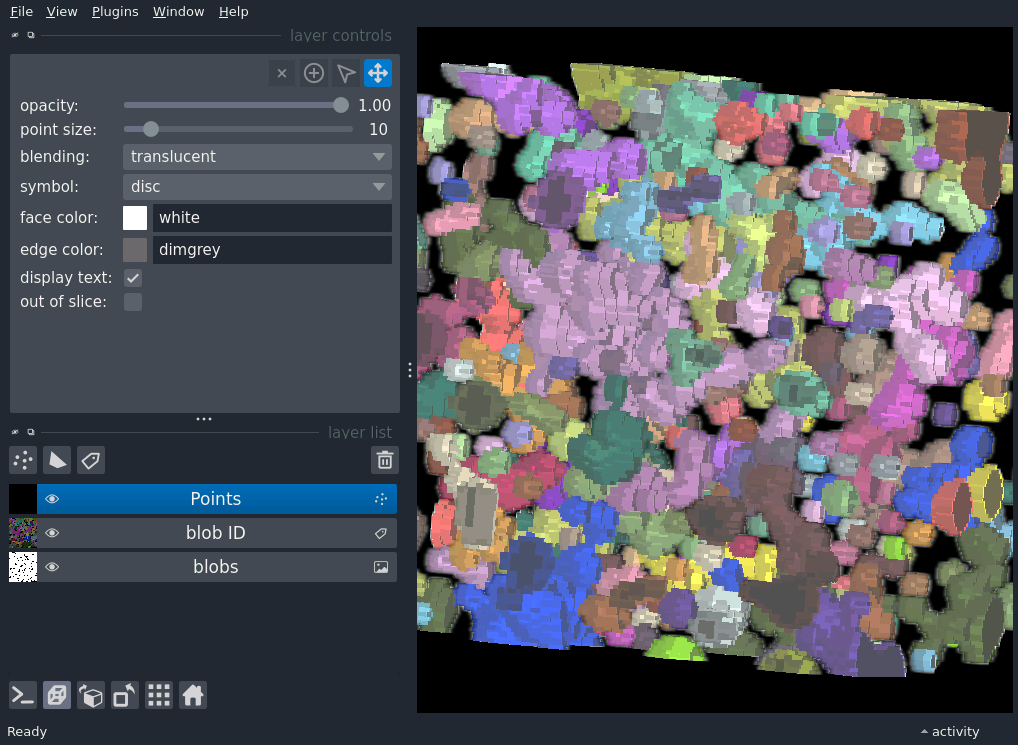 File View Plugins Window Help
layer controls
opacity: 1.00
point size: 10
blending: translucent
symbol: disc
face color: white
edge color: dimgrey
display text:
out of slice:
layer list
Points
blob ID
blobs
Ready activity